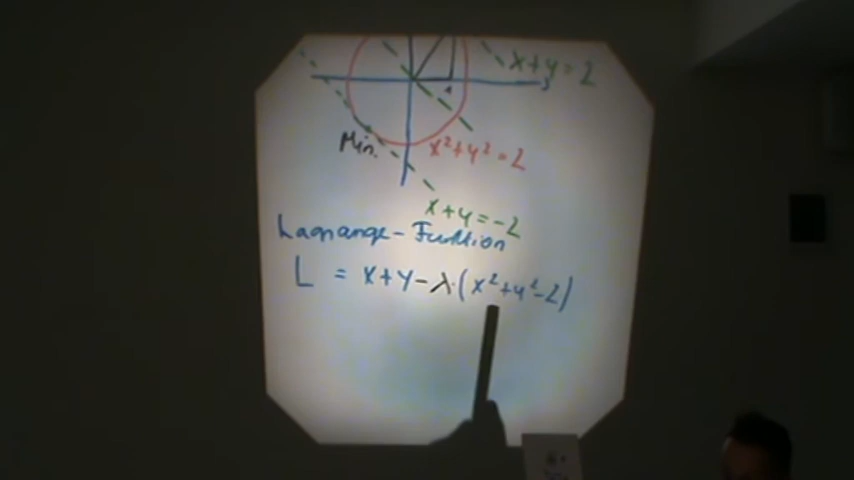 x+y=2
Min.
x²+y²=2
x+y=-2
Lagrange-Funktion
L = x+y-λ·(x²+y²-2)